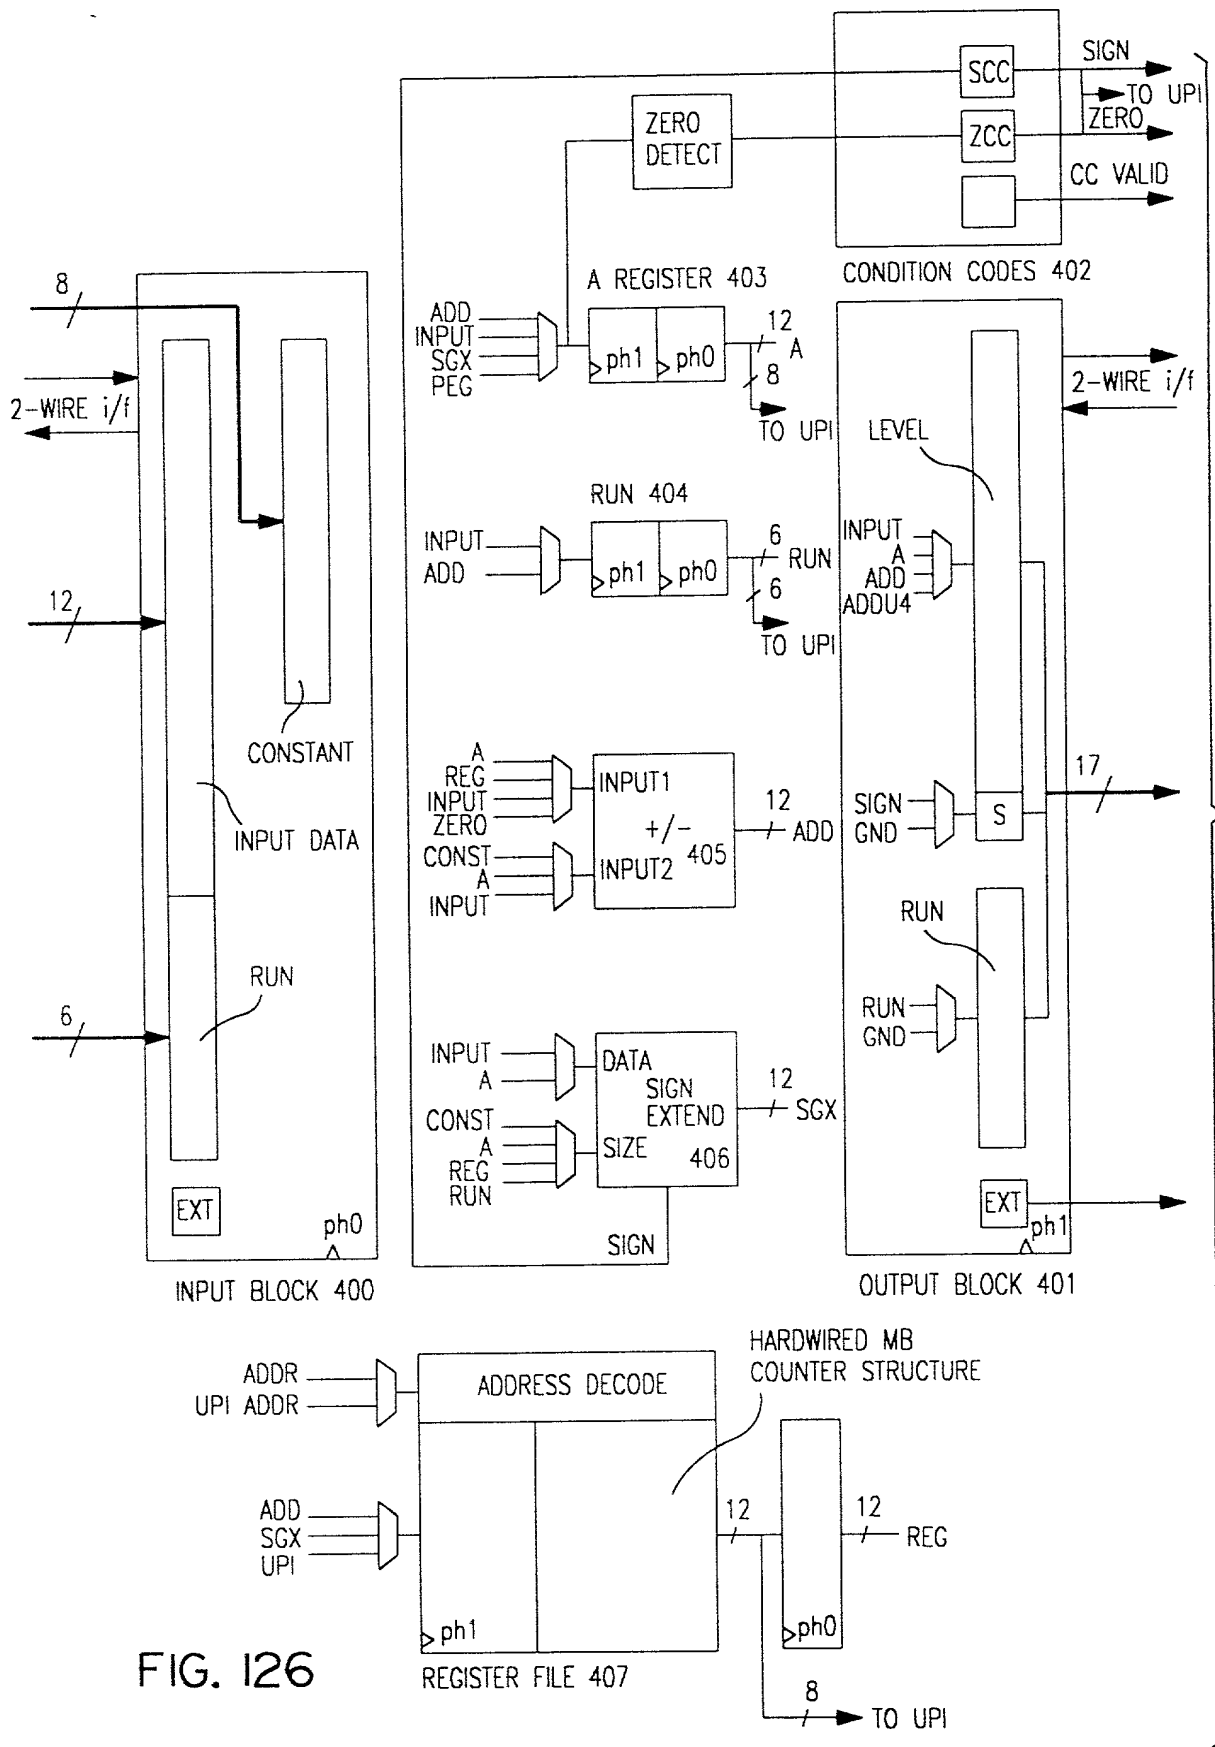 SCC
SIGN
TO UPI
ZERO
DETECT
ZCC
ZERO
CC VALID
CONDITION CODES 402
8
2-WIRE i/f
12
CONSTANT
INPUT DATA
RUN
6
EXT
ph0
INPUT BLOCK 400
A REGISTER 403
ADD
INPUT
SGX
PEG
ph1
ph0
12
A
8
TO UPI
RUN 404
INPUT
ADD
ph1
ph0
6
RUN
6
TO UPI
A
REG
INPUT
ZERO
CONST
A
INPUT
INPUT1
+/-
405
INPUT2
12
ADD
INPUT
A
CONST
A
REG
RUN
DATA
SIGN
EXTEND
SIZE
406
12
SGX
SIGN
2-WIRE i/f
LEVEL
INPUT
A
ADD
ADDU4
17
SIGN
GND
S
RUN
RUN
GND
EXT
ph1
OUTPUT BLOCK 401
HARDWIRED MB
COUNTER STRUCTURE
ADDR
UPI ADDR
ADDRESS DECODE
ADD
SGX
UPI
ph1
12
12
REG
ph0
REGISTER FILE 407
8
TO UPI
FIG. 126